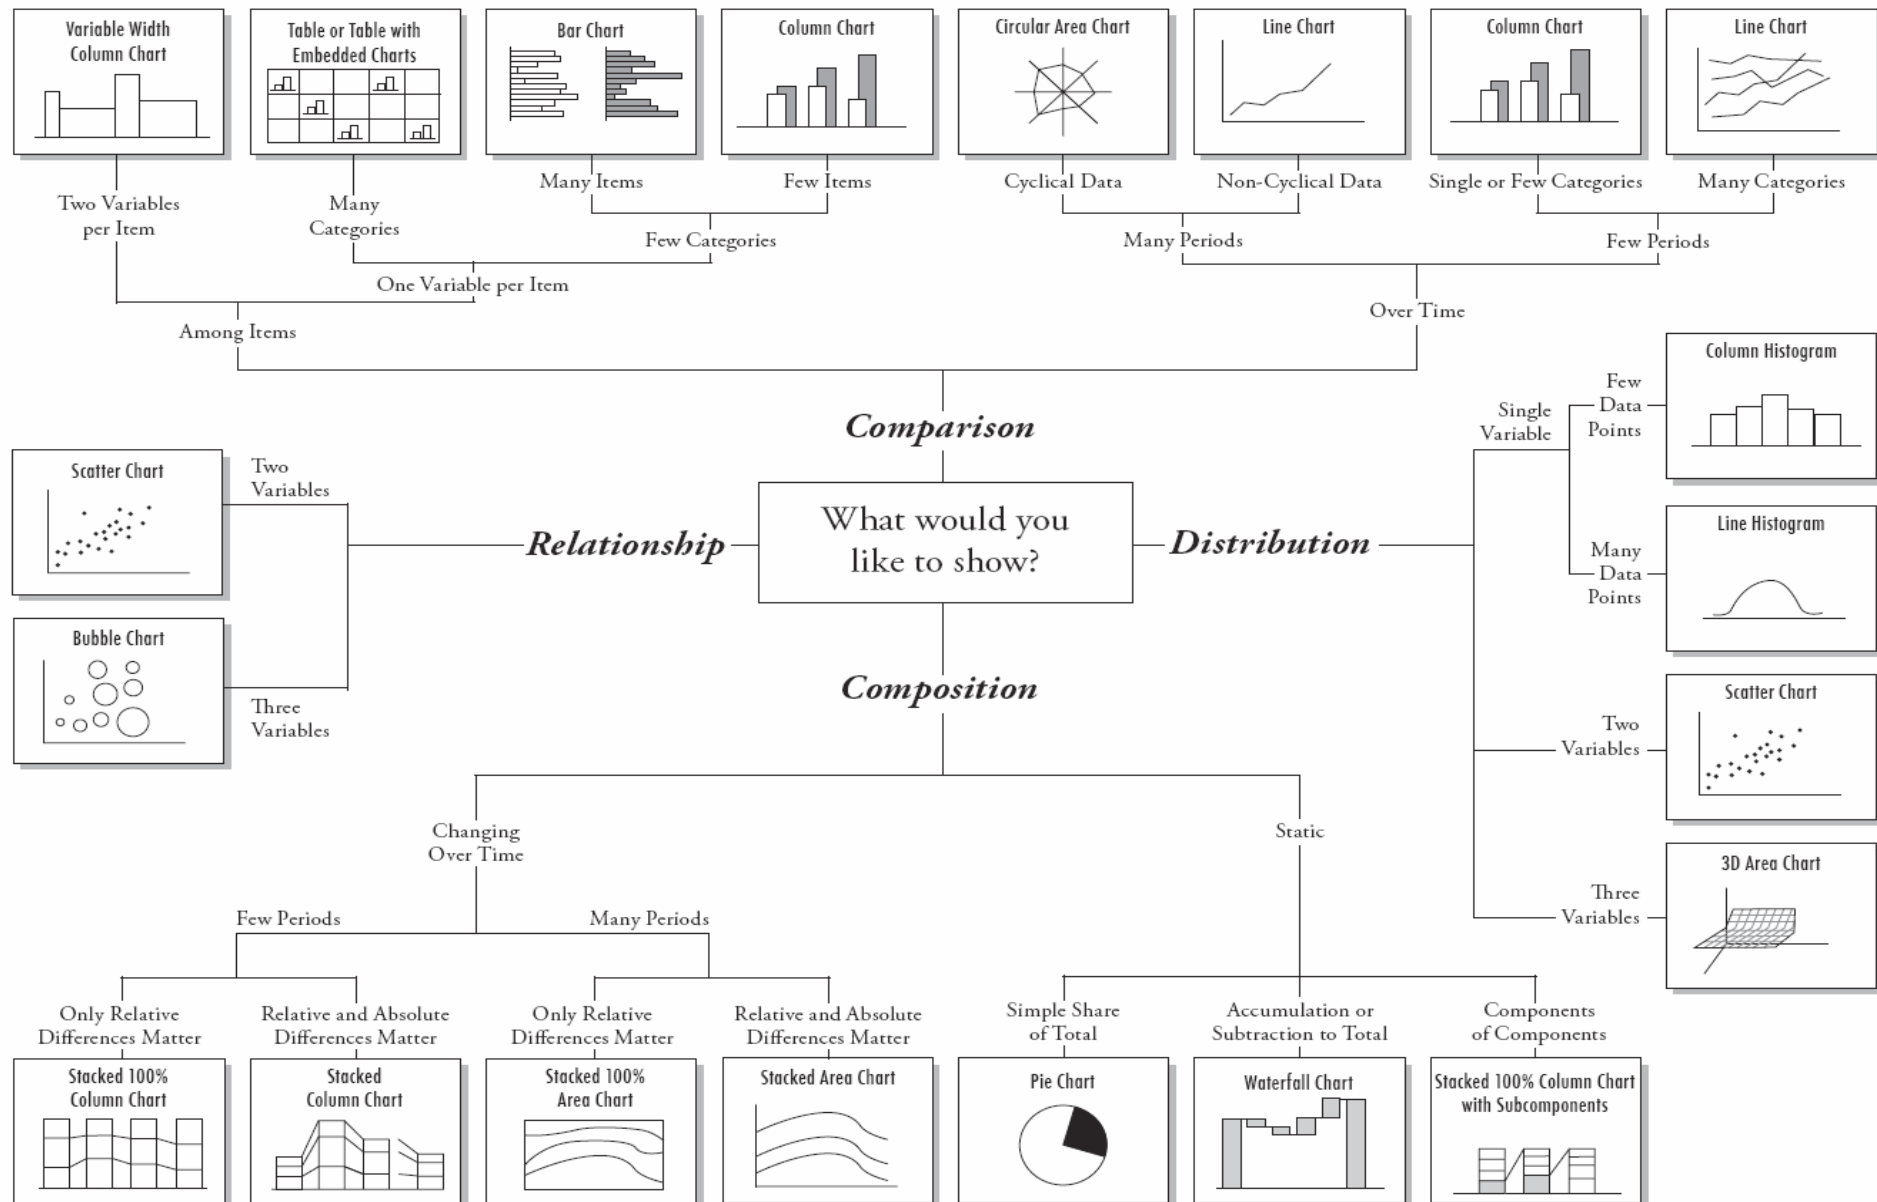 Variable Width
Column Chart
Table or Table with
Embedded Charts
Bar Chart
Column Chart
Circular Area Chart
Line Chart
Column Chart
Line Chart
Two Variables
per Item
Many
Categories
Many Items
Few Items
Cyclical Data
Non-Cyclical Data
Single or Few Categories
Many Categories
Few Categories
Many Periods
Few Periods
One Variable per Item
Among Items
Over Time
Comparison
What would you
like to show?
Relationship
Two
Variables
Scatter Chart
Three
Variables
Bubble Chart
Distribution
Single
Variable
Few
Data
Points
Column Histogram
Many
Data
Points
Line Histogram
Two
Variables
Scatter Chart
Three
Variables
3D Area Chart
Composition
Changing
Over Time
Static
Few Periods
Many Periods
Only Relative
Differences Matter
Relative and Absolute
Differences Matter
Only Relative
Differences Matter
Relative and Absolute
Differences Matter
Simple Share
of Total
Accumulation or
Subtraction to Total
Components
of Components
Stacked 100%
Column Chart
Stacked
Column Chart
Stacked 100%
Area Chart
Stacked Area Chart
Pie Chart
Waterfall Chart
Stacked 100% Column Chart
with Subcomponents